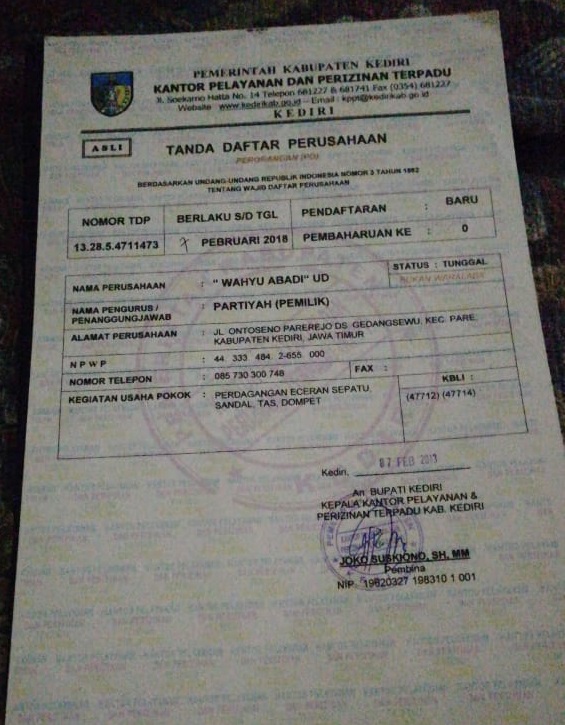 PEMERINTAH KABUPATEN KEDIRI
KANTOR PELAYANAN DAN PERIZINAN TERPADU
JL. Soekarno Hatta No. 14 Telepon 681227 & 681741 Fax (0354) 681227
Website www.kedirikab.go.id – Email : kppt@kedirikab.go.id
KEDIRI
ASLI
TANDA DAFTAR PERUSAHAAN
PERORANGAN (PO)
BERDASARKAN UNDANG-UNDANG REPUBLIK INDONESIA NOMOR 3 TAHUN 1982
TENTANG WAJIB DAFTAR PERUSAHAAN
NOMOR TDP BERLAKU S/D TGL PENDAFTARAN : BARU
13.28.5.4711473 7 PEBRUARI 2018 PEMBAHARUAN KE : 0
NAMA PERUSAHAAN : " WAHYU ABADI" UD STATUS : TUNGGAL
BUKAN WARALABA
NAMA PENGURUS /
PENANGGUNGJAWAB : PARTIYAH (PEMILIK)
ALAMAT PERUSAHAAN : JL. ONTOSENO PAREREJO DS. GEDANGSEWU, KEC. PARE,
KABUPATEN KEDIRI, JAWA TIMUR
N P W P : 44. 333. 484. 2-655. 000
NOMOR TELEPON : 085 730 300 748 FAX :
KEGIATAN USAHA POKOK : PERDAGANGAN ECERAN SEPATU,
SANDAL, TAS, DOMPET
KBLI :
(47712) (47714)
Kediri, 07 FEB 2013
An. BUPATI KEDIRI
KEPALA KANTOR PELAYANAN &
PERIZINAN TERPADU KAB. KEDIRI
JOKO SUSKIONO, SH, MM
Pembina
NIP. 19620327 198310 1 001